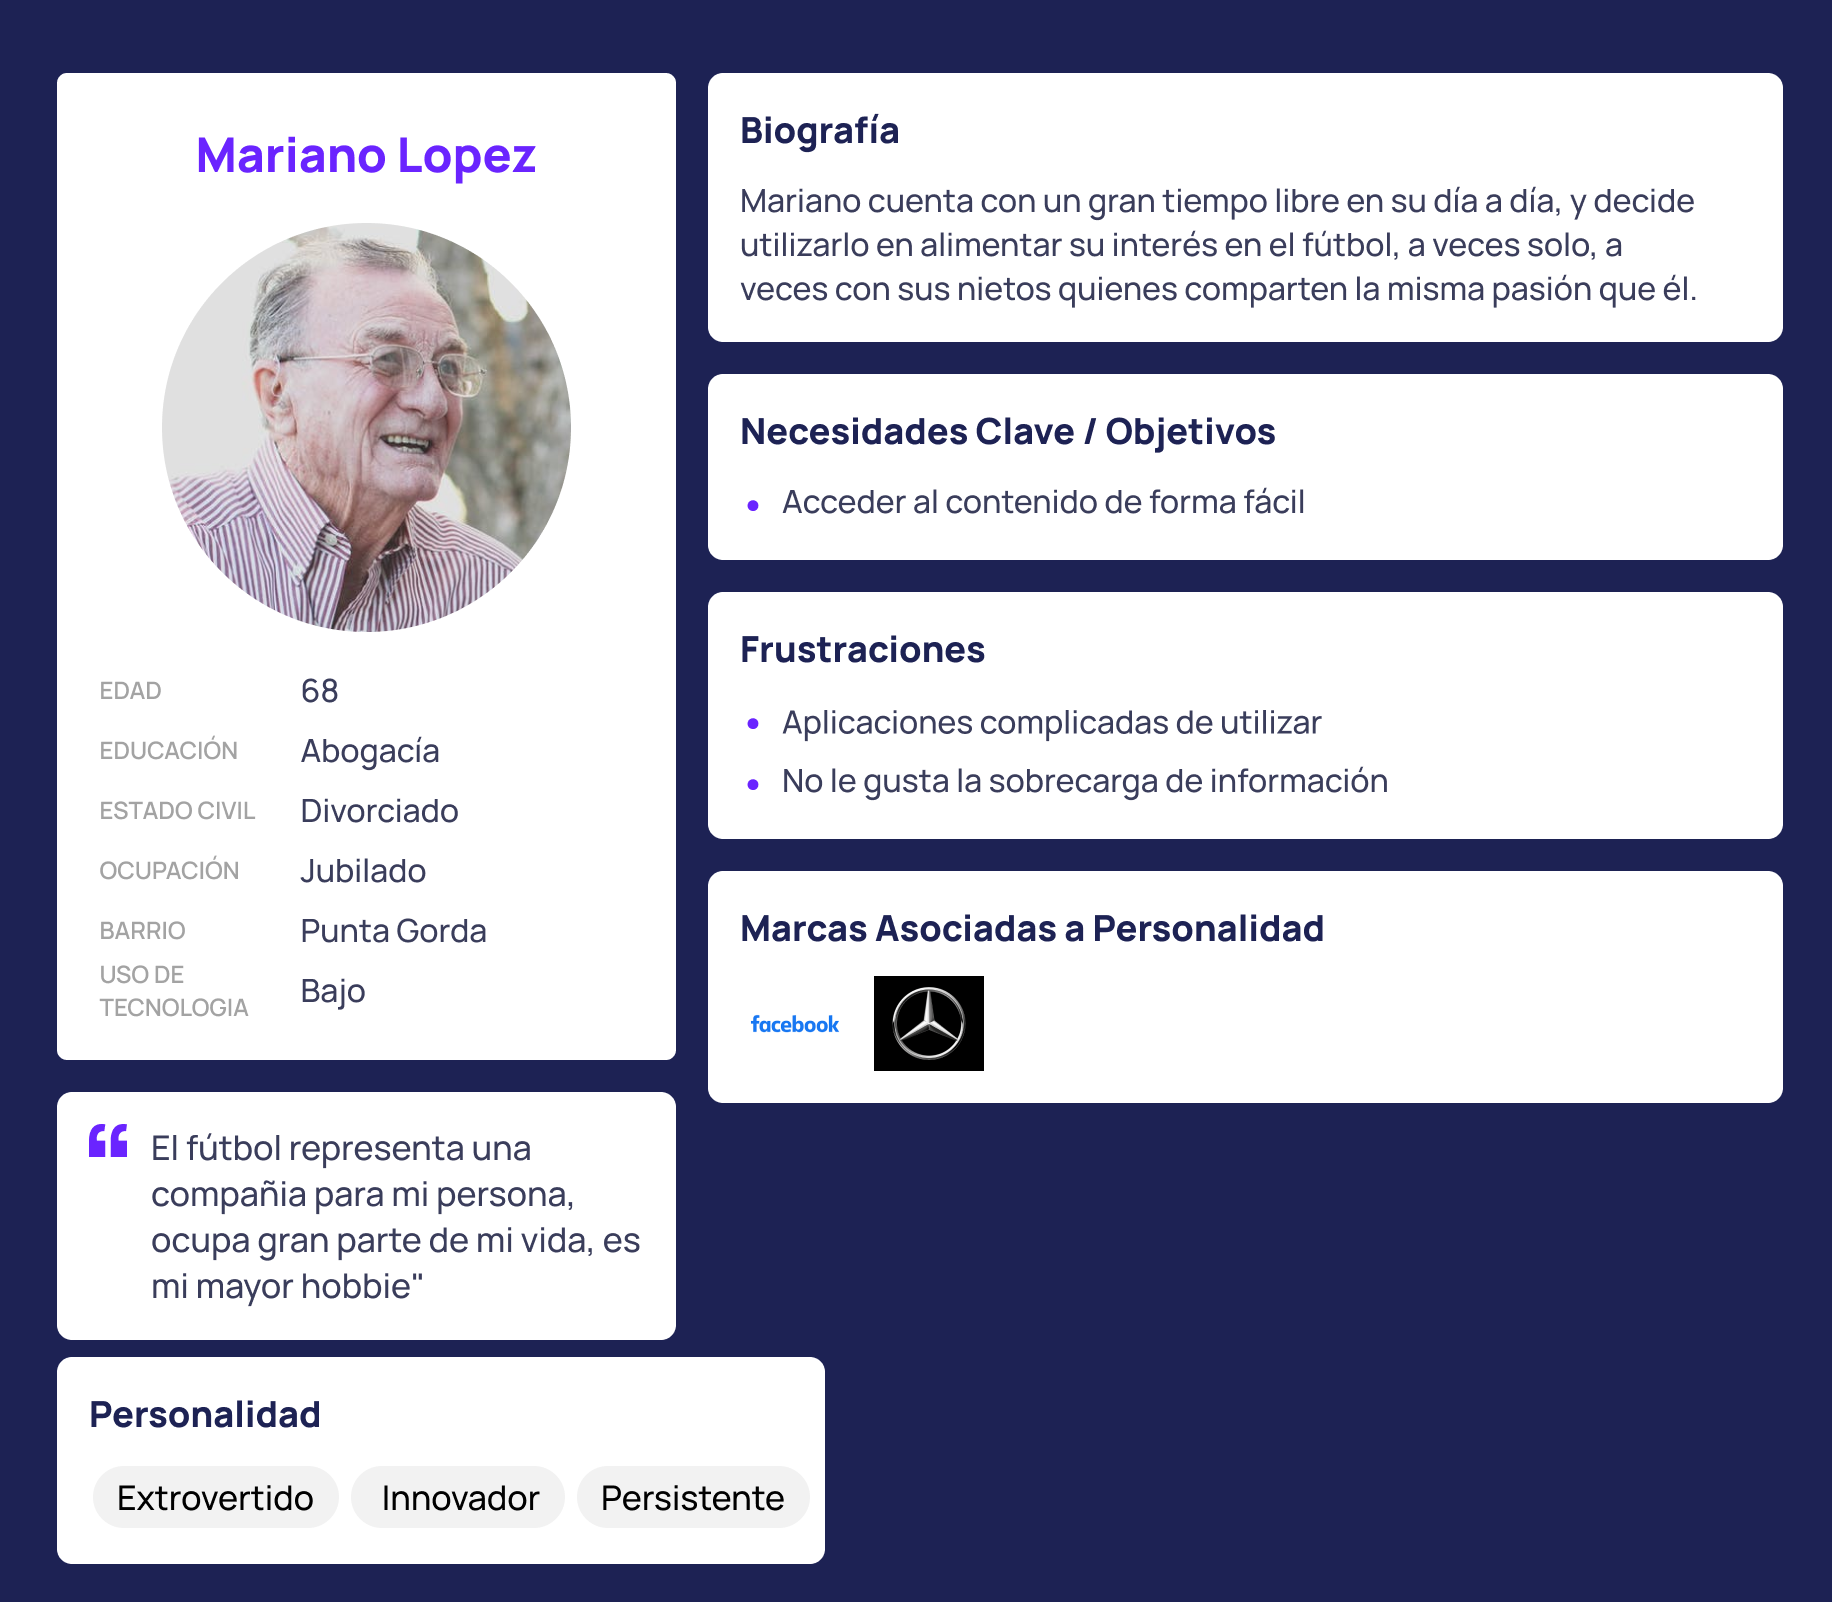 Mariano Lopez
EDAD 68
EDUCACIÓN Abogacía
ESTADO CIVIL Divorciado
OCUPACIÓN Jubilado
BARRIO Punta Gorda
USO DE
TECNOLOGIA Bajo
“ El fútbol representa una
compañia para mi persona,
ocupa gran parte de mi vida, es
mi mayor hobbie"
Personalidad
Extrovertido Innovador Persistente
Biografía
Mariano cuenta con un gran tiempo libre en su día a día, y decide
utilizarlo en alimentar su interés en el fútbol, a veces solo, a
veces con sus nietos quienes comparten la misma pasión que él.
Necesidades Clave / Objetivos
• Acceder al contenido de forma fácil
Frustraciones
• Aplicaciones complicadas de utilizar
• No le gusta la sobrecarga de información
Marcas Asociadas a Personalidad
facebook